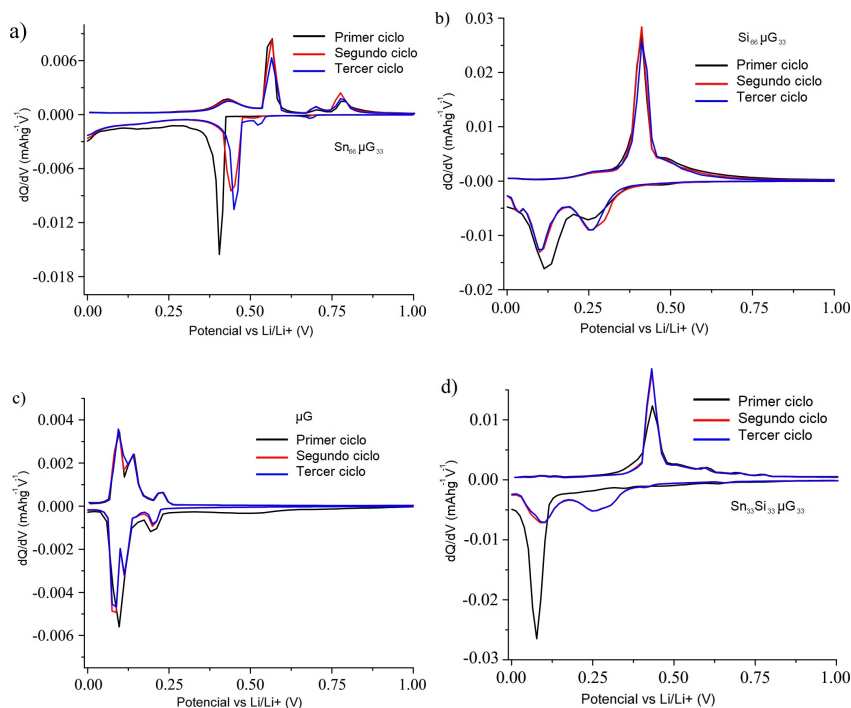 a)
Primer ciclo
Segundo ciclo
Tercer ciclo
0.006
0.000
-0.006
-0.012
-0.018
dQ/dV (mAhg⁻¹V⁻¹)
Sn₆₆µG₃₃
0.00 0.25 0.50 0.75 1.00
Potencial vs Li/Li+ (V)
b)
Si₆₆µG₃₃
Primer ciclo
Segundo ciclo
Tercer ciclo
0.03
0.02
0.01
0.00
-0.01
-0.02
dQ/dV (mAhg⁻¹V⁻¹)
0.00 0.25 0.50 0.75 1.00
Potencial vs Li/Li+ (V)
c)
µG
Primer ciclo
Segundo ciclo
Tercer ciclo
0.004
0.002
0.000
-0.002
-0.004
-0.006
dQ/dV (mAhg⁻¹V⁻¹)
0.00 0.25 0.50 0.75 1.00
Potencial vs Li/Li+ (V)
d)
Primer ciclo
Segundo ciclo
Tercer ciclo
0.01
0.00
-0.01
-0.02
-0.03
dQ/dV (mAhg⁻¹V⁻¹)
Sn₃₃Si₃₃µG₃₃
0.00 0.25 0.50 0.75 1.00
Potencial vs Li/Li+ (V)